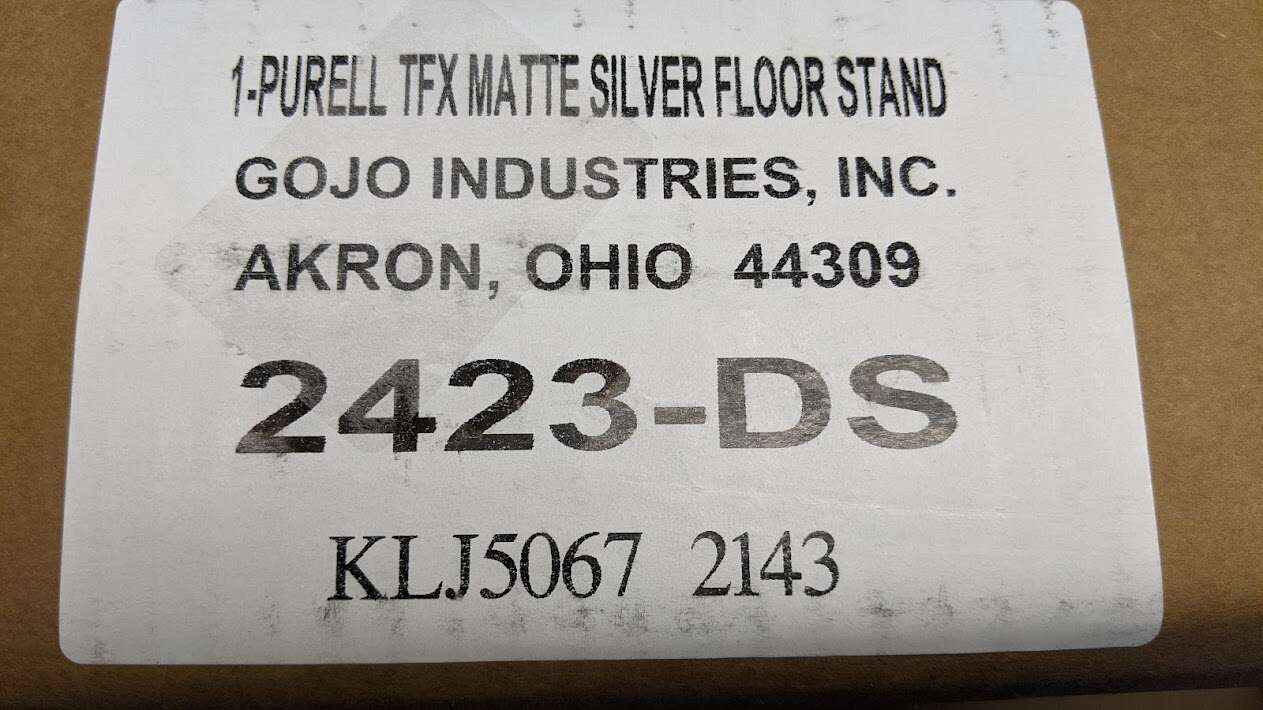 1-PURELL TFX MATTE SILVER FLOOR STAND
GOJO INDUSTRIES, INC.
AKRON, OHIO 44309
2423-DS
KLJ5067 2143